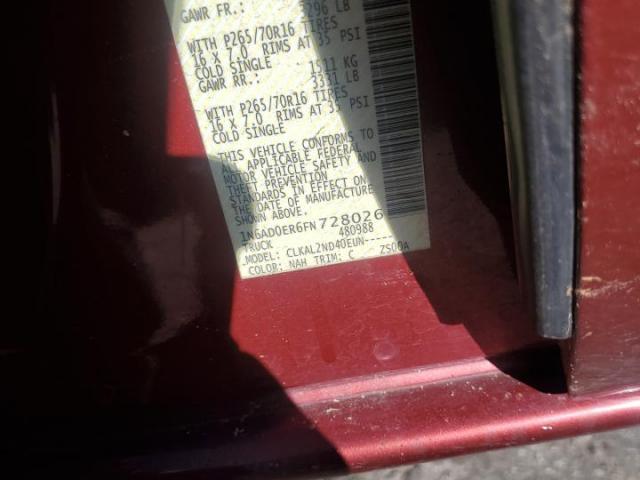 GAWR FR.: 3296 LB
WITH P265/70R16 TIRES
16 X 7.0 RIMS AT 35 PSI
COLD SINGLE 1511 KG
GAWR RR.: 3331 LB
WITH P265/70R16 TIRES
16 X 7.0 RIMS AT 35 PSI
COLD SINGLE
THIS VEHICLE CONFORMS TO
ALL APPLICABLE FEDERAL
MOTOR VEHICLE SAFETY AND
THEFT PREVENTION
STANDARDS IN EFFECT ON
THE DATE OF MANUFACTURE
SHOWN ABOVE.
1N6AD0ER6FN728026
TRUCK 480988
MODEL: CLKAL2ND40EUN-----
COLOR: NAH TRIM: C ZS00A